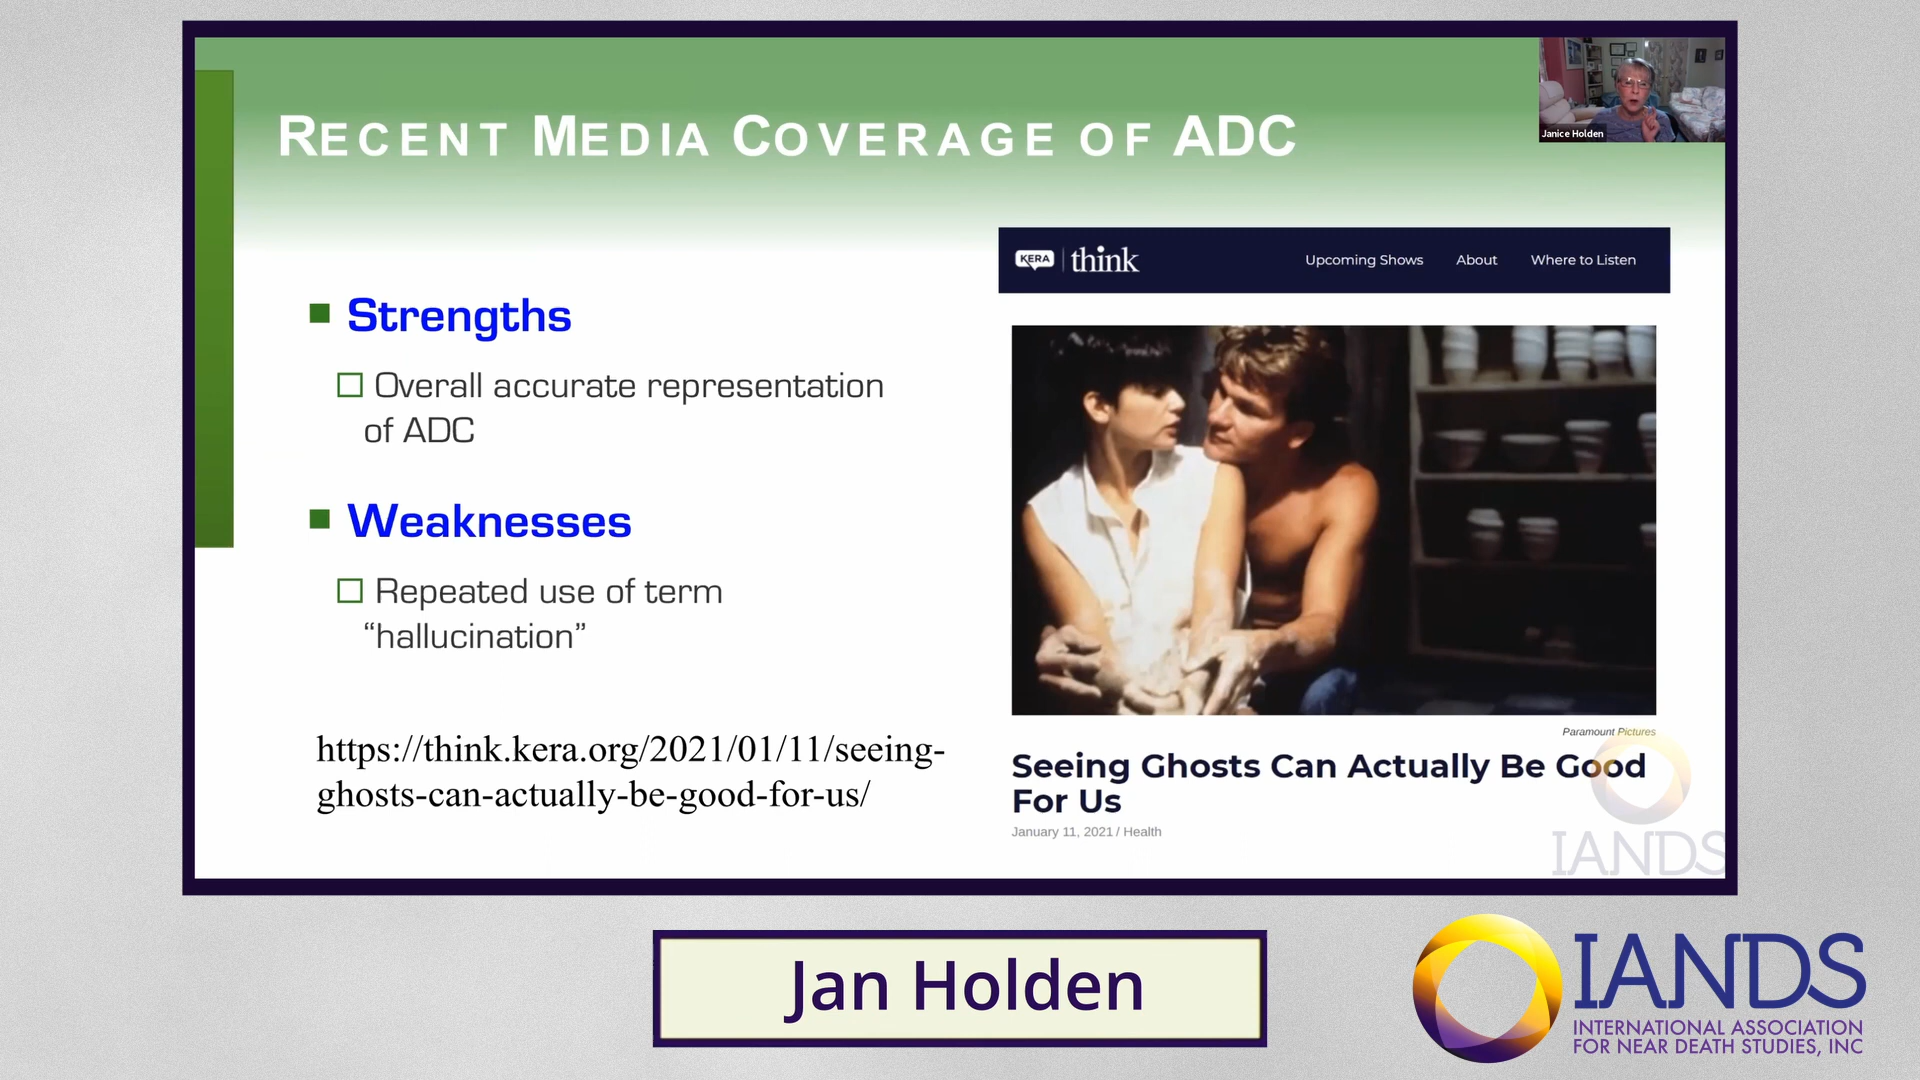 Recent Media Coverage of ADC
Janice Holden
Strengths
Overall accurate representation
of ADC
Weaknesses
Repeated use of term
“hallucination”
https://think.kera.org/2021/01/11/seeing-
ghosts-can-actually-be-good-for-us/
KERA think
Upcoming Shows About Where to Listen
Paramount Pictures
Seeing Ghosts Can Actually Be Good
For Us
January 11, 2021 / Health
IANDS
Jan Holden
IANDS
INTERNATIONAL ASSOCIATION
FOR NEAR DEATH STUDIES, INC